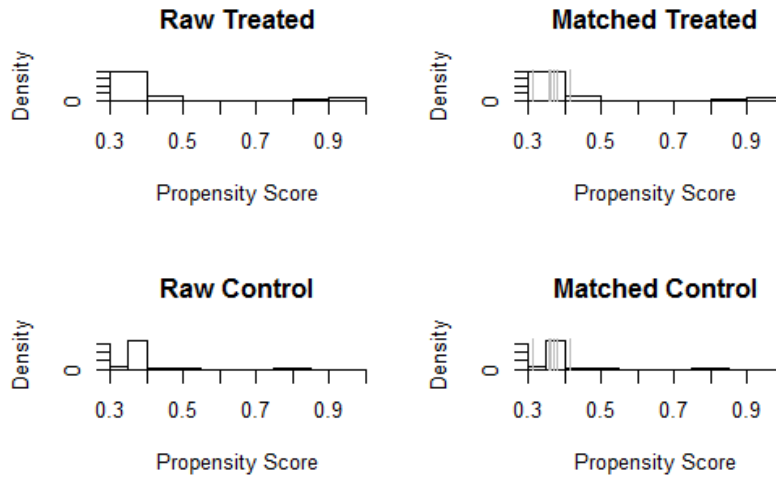 Raw Treated
Density
0
0.3 0.5 0.7 0.9
Propensity Score
Matched Treated
Density
0
0.3 0.5 0.7 0.9
Propensity Score
Raw Control
Density
0
0.3 0.5 0.7 0.9
Propensity Score
Matched Control
Density
0
0.3 0.5 0.7 0.9
Propensity Score